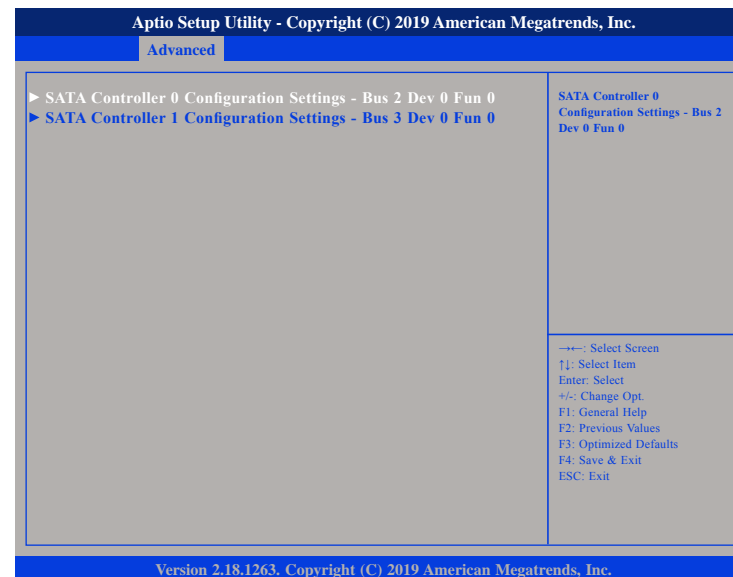 Aptio Setup Utility - Copyright (C) 2019 American Megatrends, Inc.
Advanced
► SATA Controller 0 Configuration Settings - Bus 2 Dev 0 Fun 0
► SATA Controller 1 Configuration Settings - Bus 3 Dev 0 Fun 0
SATA Controller 0
Configuration Settings - Bus 2
Dev 0 Fun 0
→←: Select Screen
↑↓: Select Item
Enter: Select
+/-: Change Opt.
F1: General Help
F2: Previous Values
F3: Optimized Defaults
F4: Save & Exit
ESC: Exit
Version 2.18.1263. Copyright (C) 2019 American Megatrends, Inc.